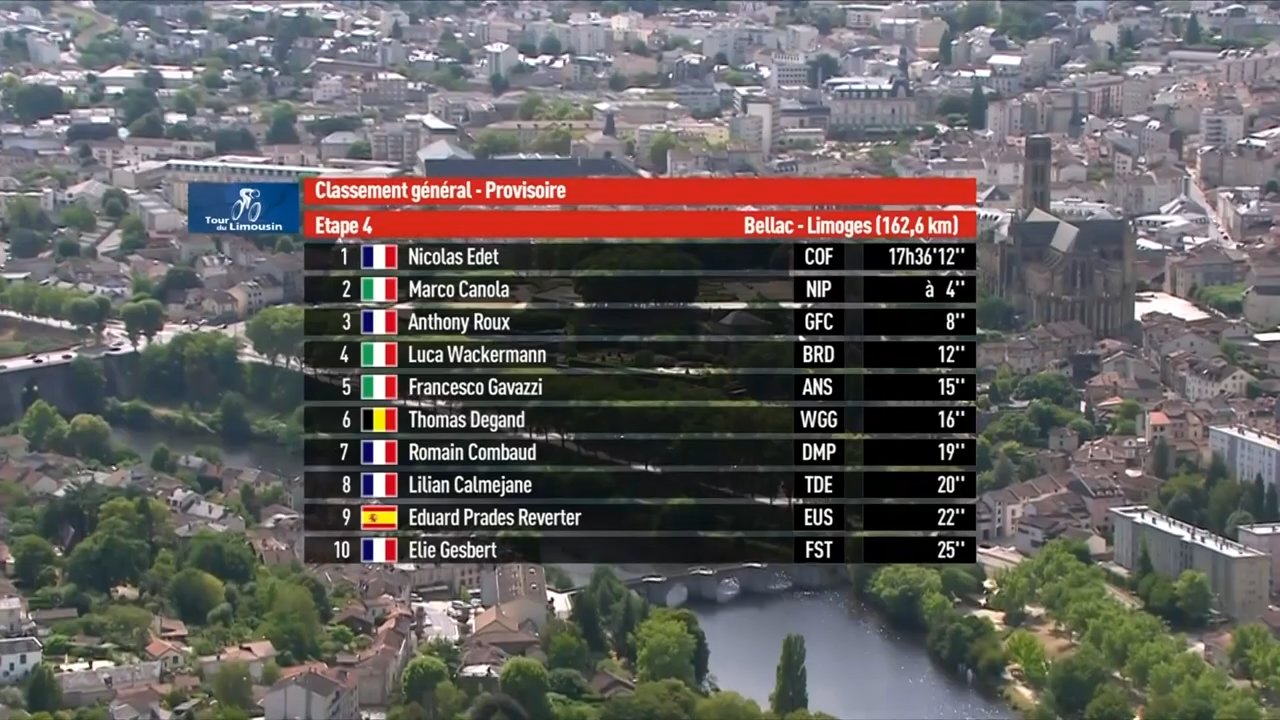 Classement général - Provisoire
Tour
du Limousin
Etape 4 Bellac - Limoges (162,6 km)
1 Nicolas Edet COF 17h36'12''
2 Marco Canola NIP à 4''
3 Anthony Roux GFC 8''
4 Luca Wackermann BRD 12''
5 Francesco Gavazzi ANS 15''
6 Thomas Degand WGG 16''
7 Romain Combaud DMP 19''
8 Lilian Calmejane TDE 20''
9 Eduard Prades Reverter EUS 22''
10 Elie Gesbert FST 25''